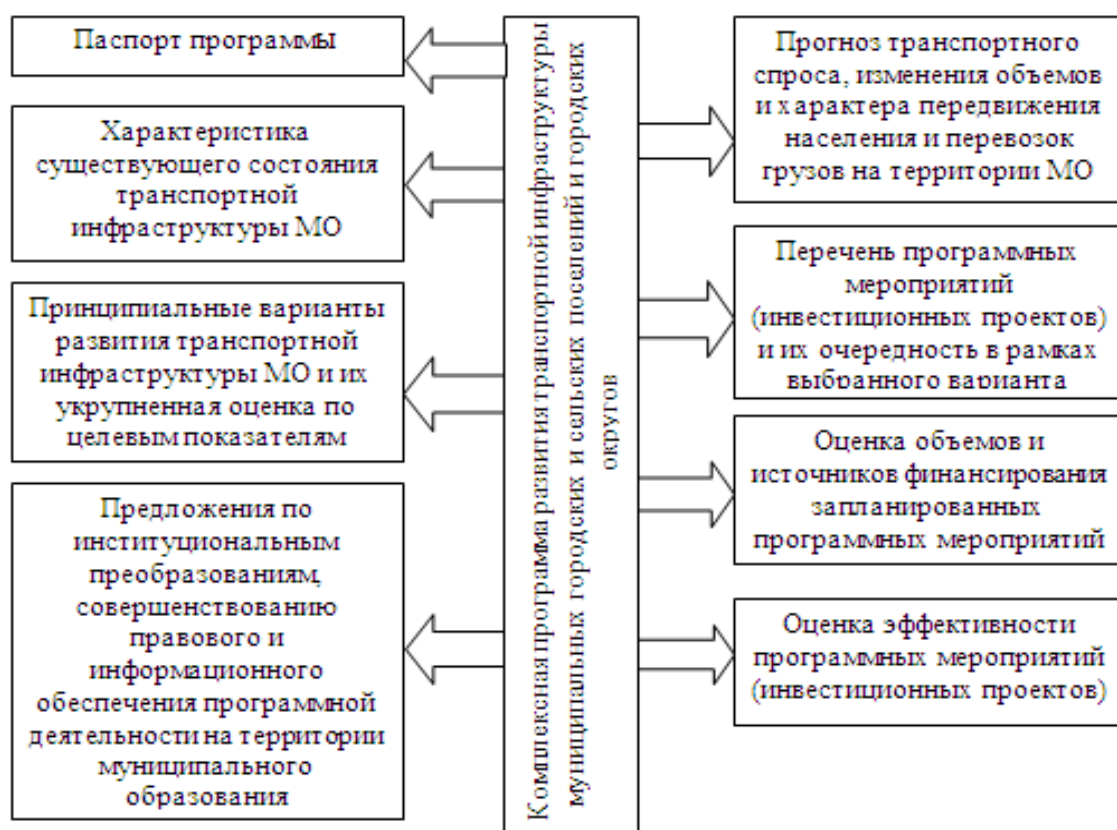 Паспорт программы
Характеристика
существующего состояния
транспортной
инфраструктуры МО
Принципиальные варианты
развития транспортной
инфраструктуры МО и их
укрупненная оценка по
целевым показателям
Предложения по
институциональным
преобразованиям,
совершенствованию
правового и
информационного
обеспечения программной
деятельности на территории
муниципального
образования
Комплексная программа развития транспортной инфраструктуры
муниципальных городских и сельских поселений и городских
округов
Прогноз транспортного
спроса, изменения объемов
и характера передвижения
населения и перевозок
грузов на территории МО
Перечень программных
мероприятий
(инвестиционных проектов)
и их очередность в рамках
выбранного варианта
Оценка объемов и
источников финансирования
запланированных
программных мероприятий
Оценка эффективности
программных мероприятий
(инвестиционных проектов)